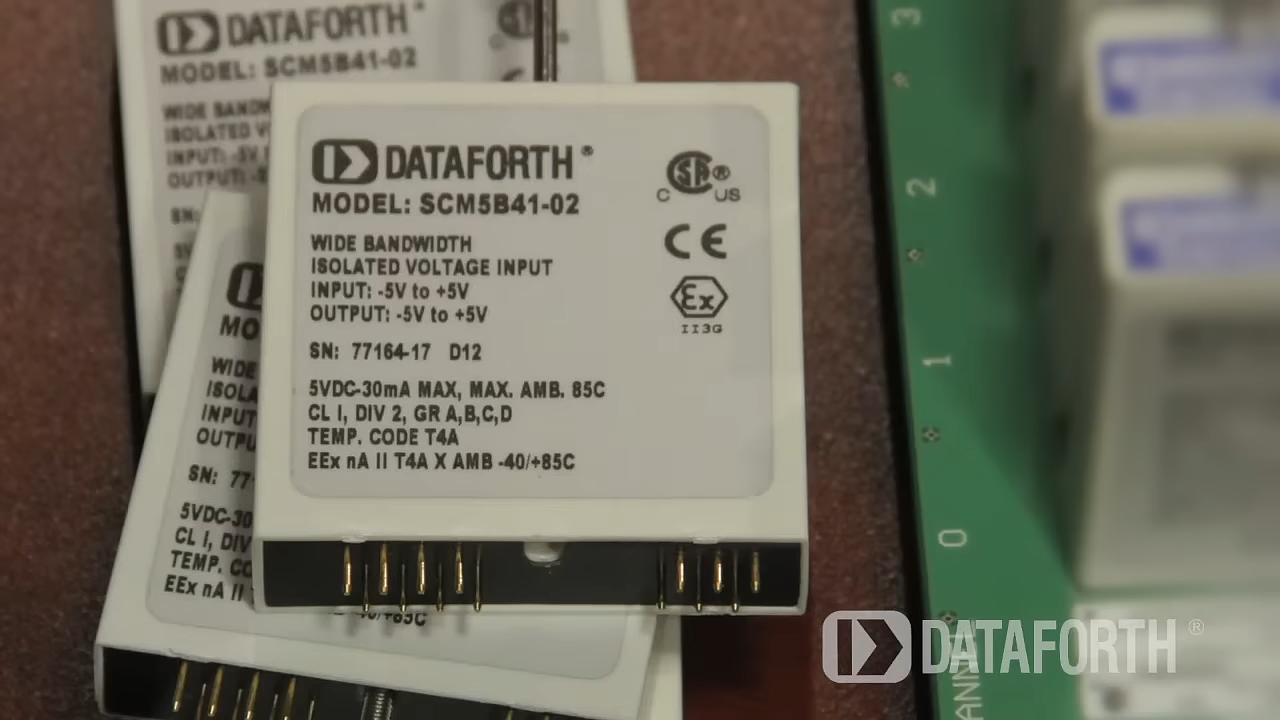 DATAFORTH
MODEL: SCM5B41-02
WIDE BAND
ISOLATED V
INPUT: -5V
OUTPUT: -5
SN:
DATAFORTH®
MODEL: SCM5B41-02
WIDE BANDWIDTH
ISOLATED VOLTAGE INPUT
INPUT: -5V to +5V
OUTPUT: -5V to +5V
SN: 77164-17 D12
5VDC-30mA MAX, MAX. AMB. 85C
CL I, DIV 2, GR A,B,C,D
TEMP. CODE T4A
EEx nA II T4A X AMB -40/+85C
C SA® US
CE
Ex
II3G
MO
WIDE
ISOLA
INPUT
OUTPU
SN: 77
5VDC-30
CL I, DIV
TEMP. CO
EEx nA II T
-40/+85C
3
2
1
0
ANNEL
DATAFORTH®